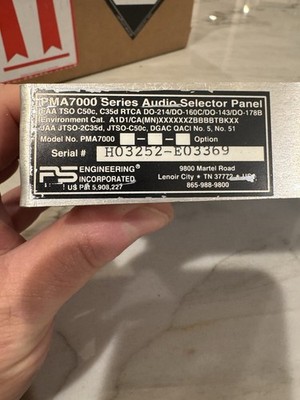 PMA7000 Series Audio Selector Panel
FAA TSO C50c, C35d RTCA DO-214/DO-160C/DO-143/DO-178B
Environment Cat. A1D1/CA(MN)XXXXXXZBBBBTBKXX
JAA JTSO-2C35d, JTSO-C50c, DGAC QACI No. 5, No. 51
Model No. PMA7000 - - Option
Serial # H03252-E03369
PS ENGINEERING INCORPORATED
US Pat 5,908,227
9800 Martel Road
Lenoir City • TN 37772 •
865-988-9800